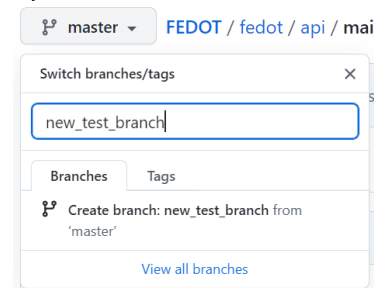 master FEDOT / fedot / api / mai
Switch branches/tags
new_test_branch
Branches Tags
Create branch: new_test_branch from
'master'
View all branches